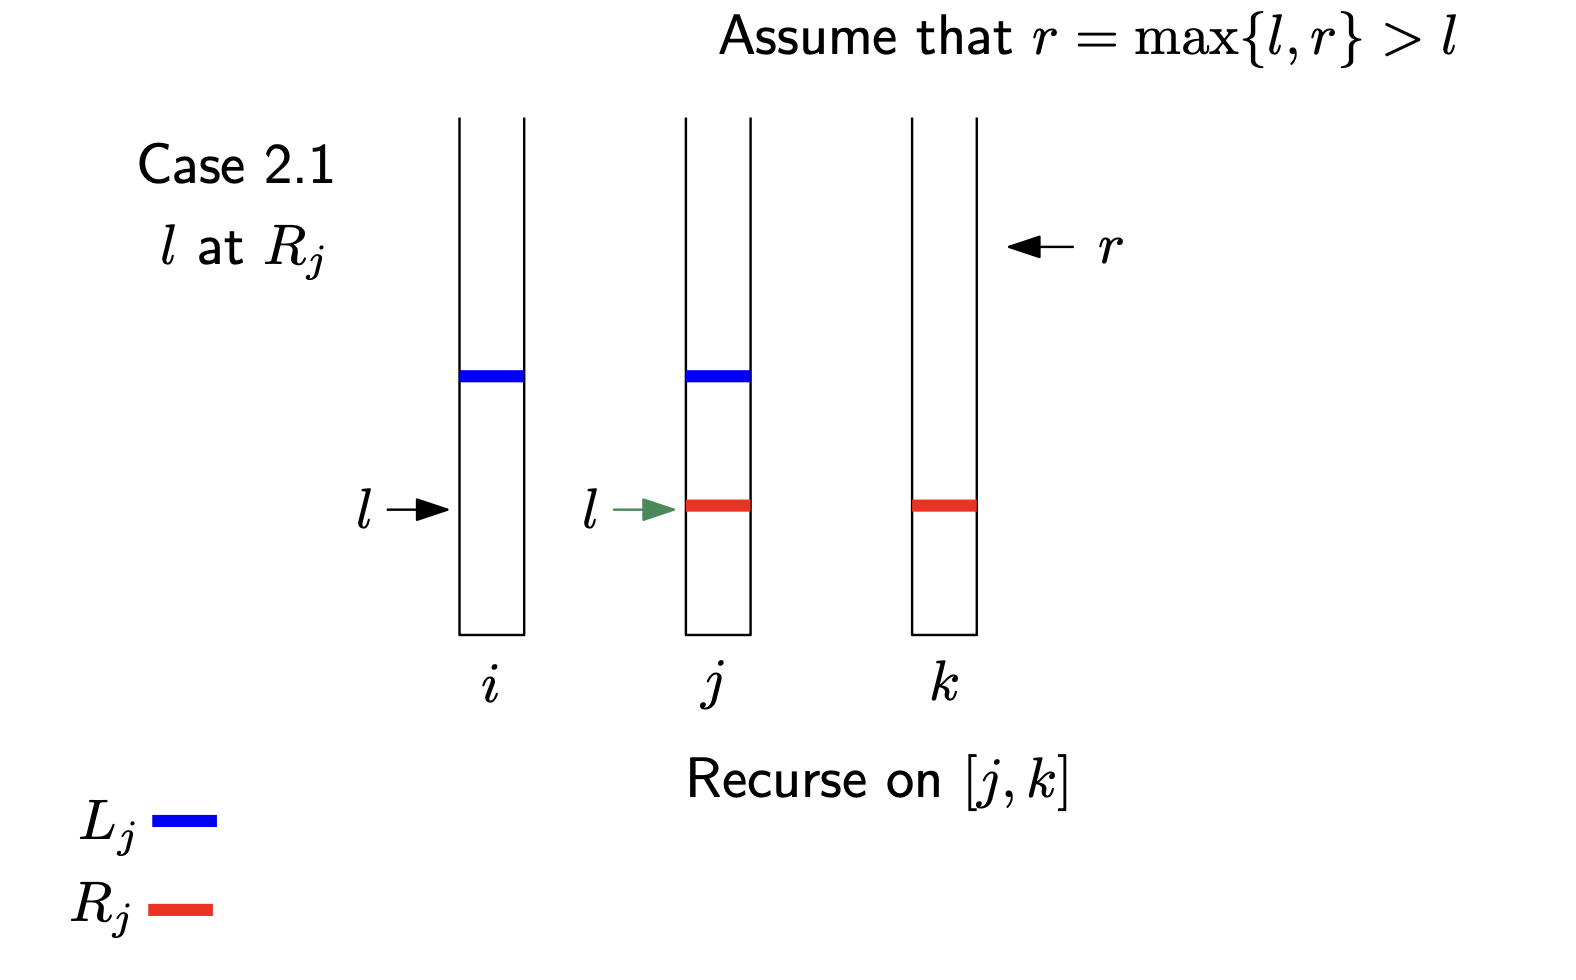 Assume that r = max{l, r} > l
Case 2.1
l at R_j
r
l
l
i
j
k
Recurse on [j, k]
L_j
R_j